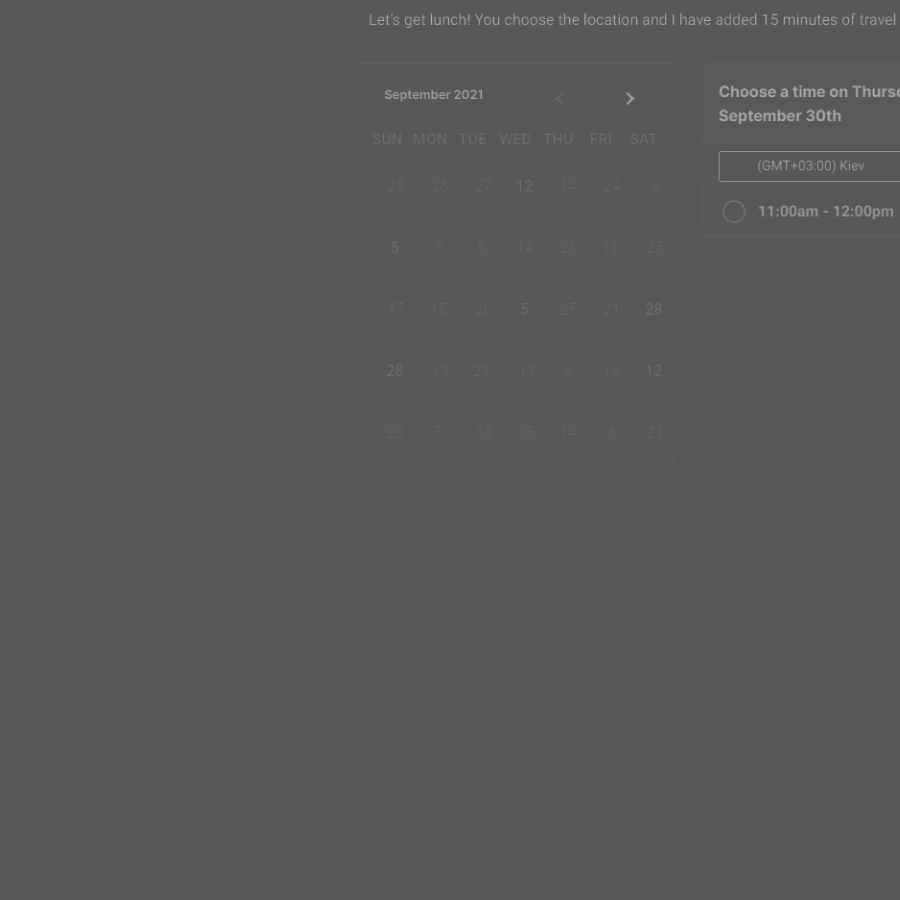 Let's get lunch! You choose the location and I have added 15 minutes of travel
September 2021
SUN MON TUE WED THU FRI SAT
25 25 27 12 14 24 6
5 3 8 14 23 16 25
17 15 26 5 25 21 28
28 13 29 13 8 16 12
29 7 13 18 14 6 21
Choose a time on Thurs
September 30th
(GMT+03:00) Kiev
11:00am - 12:00pm